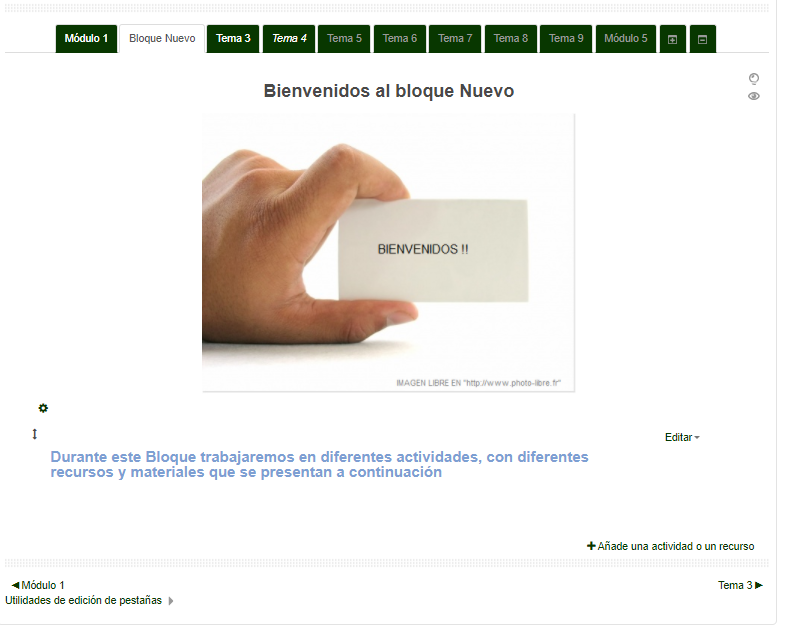 Módulo 1
Bloque Nuevo
Tema 3
Tema 4
Tema 5
Tema 6
Tema 7
Tema 8
Tema 9
Módulo 5
Bienvenidos al bloque Nuevo
BIENVENIDOS !!
IMAGEN LIBRE EN "http://www.photo-libre.fr"
Editar
Durante este Bloque trabajaremos en diferentes actividades, con diferentes
recursos y materiales que se presentan a continuación
Añade una actividad o un recurso
Módulo 1
Tema 3
Utilidades de edición de pestañas